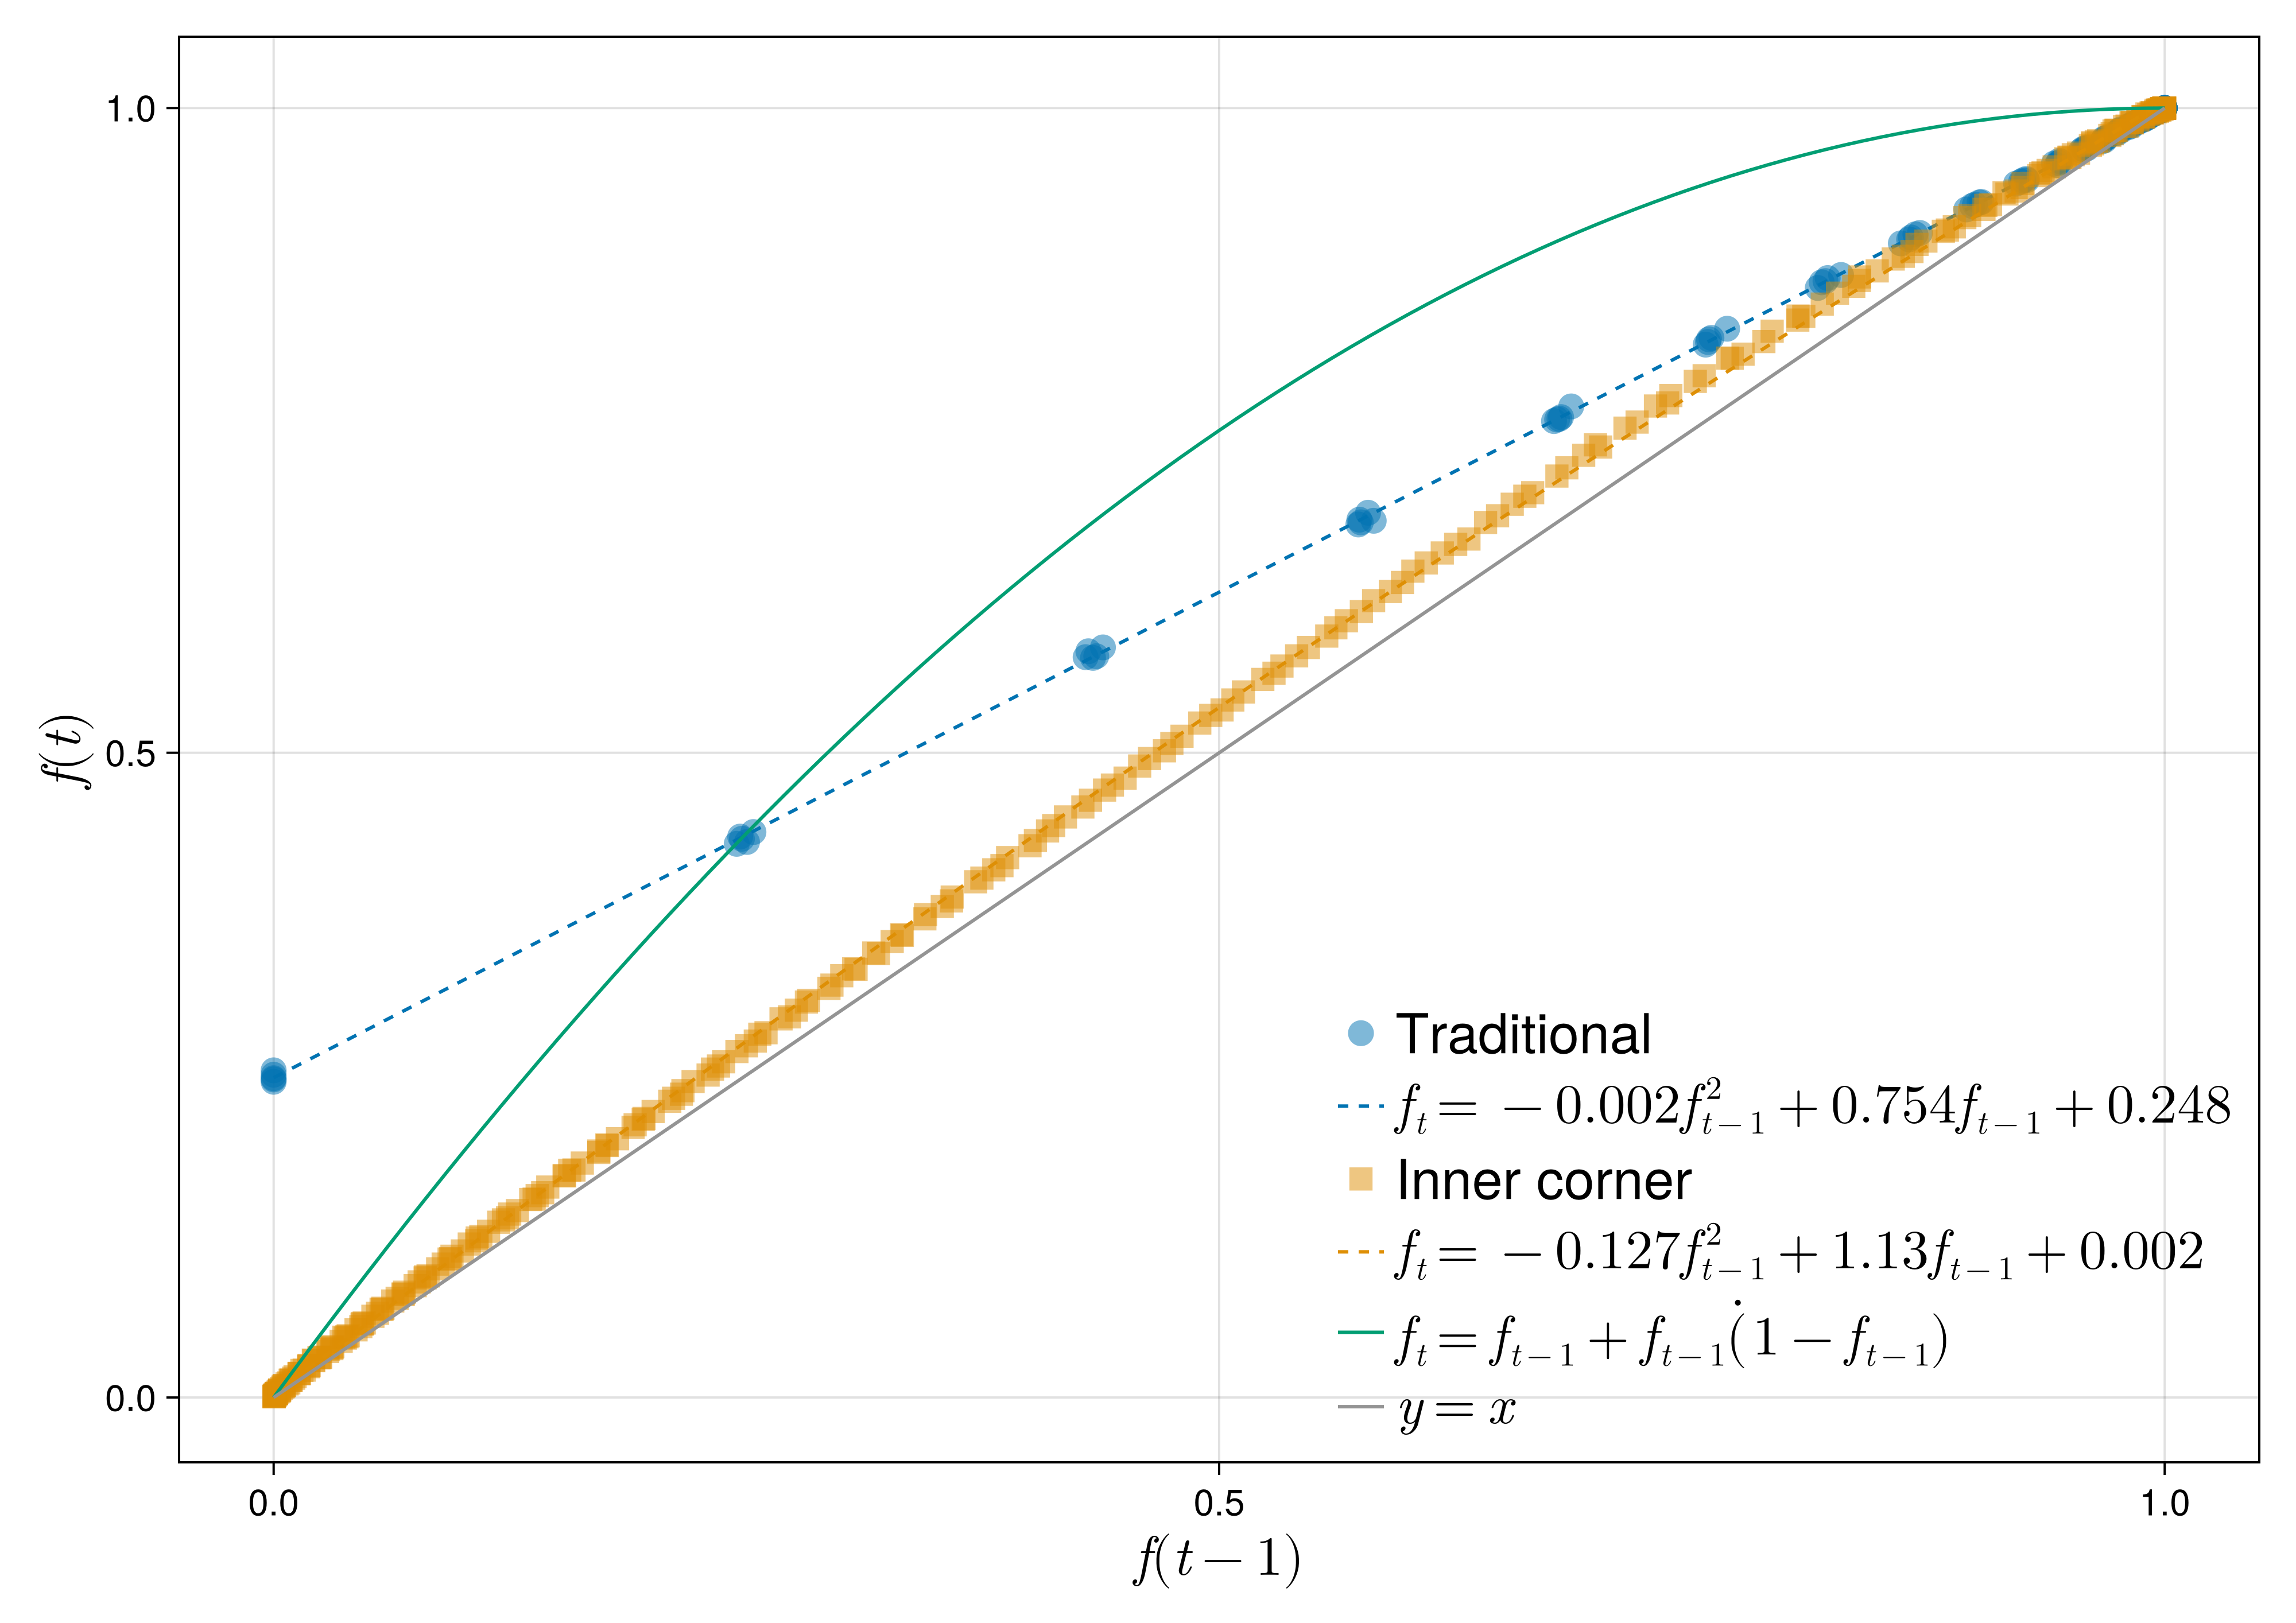 1.0
0.5
0.0
f(t)
0.0
0.5
1.0
f(t − 1)
Traditional
f_t = − 0.002f_{t−1}^2 + 0.754f_{t−1} + 0.248
Inner corner
f_t = − 0.127f_{t−1}^2 + 1.13f_{t−1} + 0.002
f_t = f_{t−1} + f_{t−1}(̇1 − f_{t−1})
y = x